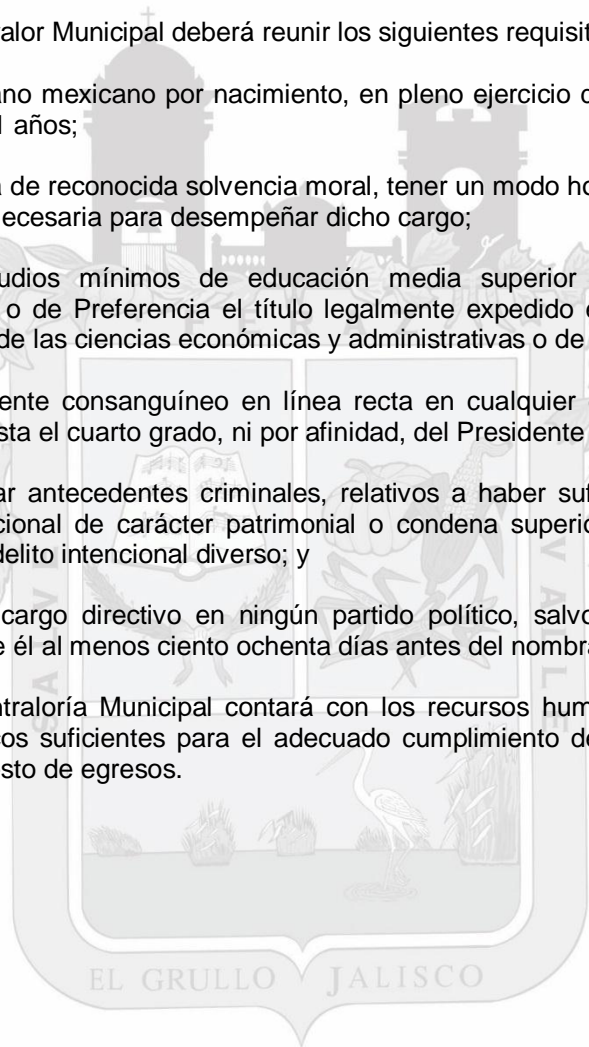 alor Municipal deberá reunir los siguientes requisit
ano mexicano por nacimiento, en pleno ejercicio
años;
de reconocida solvencia moral, tener un modo ho
ecesaria para desempeñar dicho cargo;
udios mínimos de educación media superior
o de Preferencia el título legalmente expedido e
de las ciencias económicas y administrativas o de
ente consanguíneo en línea recta en cualquier
sta el cuarto grado, ni por afinidad, del Presidente
ar antecedentes criminales, relativos a haber suf
cional de carácter patrimonial o condena superio
delito intencional diverso; y
cargo directivo en ningún partido político, salvo
e él al menos ciento ochenta días antes del nombra
ntraloría Municipal contará con los recursos hum
cos suficientes para el adecuado cumplimiento de
sto de egresos.
FERAZ
VALLE
EL GRULLO JALISCO